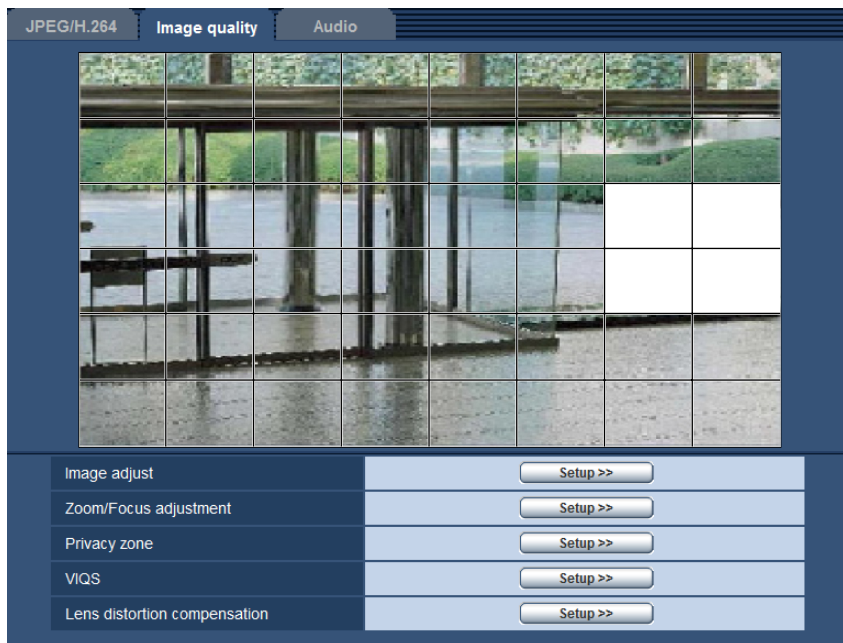 JPEG/H.264 Image quality Audio
Image adjust Setup >>
Zoom/Focus adjustment Setup >>
Privacy zone Setup >>
VIQS Setup >>
Lens distortion compensation Setup >>